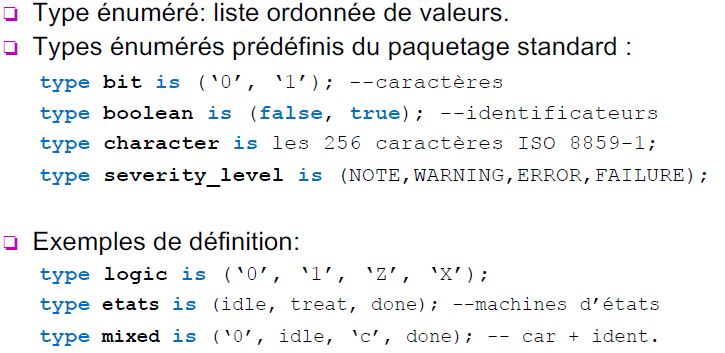 Type énuméré: liste ordonnée de valeurs.
Types énumérés prédéfinis du paquetage standard :
type bit is (‘0’, ‘1’); --caractères
type boolean is (false, true); --identificateurs
type character is les 256 caractères ISO 8859-1;
type severity_level is (NOTE,WARNING,ERROR,FAILURE);
Exemples de définition:
type logic is (‘0’, ‘1’, ‘Z’, ‘X’);
type etats is (idle, treat, done); --machines d’états
type mixed is (‘0’, idle, ‘c’, done); -- car + ident.